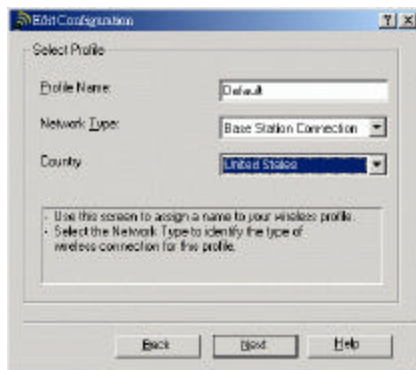 Edit Configuration
Select Profile
Profile Name:
Default
Network Type:
Base Station Connection
Country
United States
- Use this screen to assign a name to your wireless profile.
- Select the Network Type to identify the type of
wireless connection for this profile.
Back
Next
Help